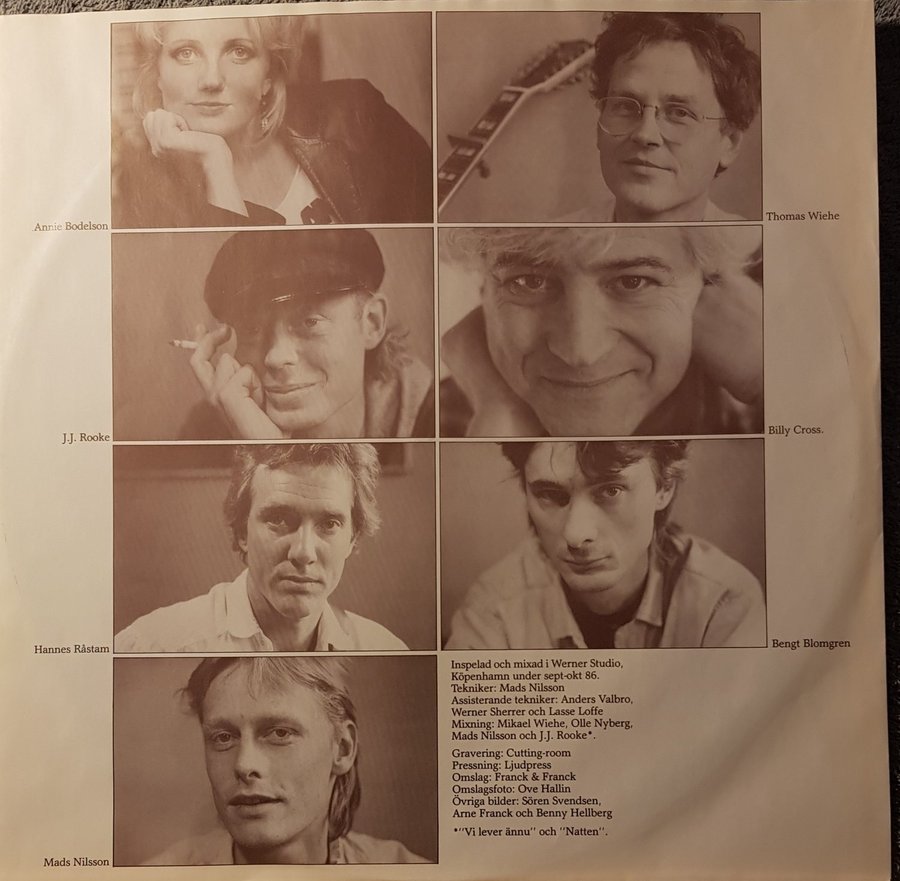 Annie Bodelson
Thomas Wiehe
J.J. Rooke
Billy Cross.
Hannes Råstam
Bengt Blomgren
Mads Nilsson
Inspelad och mixad i Werner Studio,
Köpenhamn under sept-okt 86.
Tekniker: Mads Nilsson
Assisterande tekniker: Anders Valbro,
Werner Sherrer och Lasse Loffe
Mixning: Mikael Wiehe, Olle Nyberg,
Mads Nilsson och J.J. Rooke*.
Gravering: Cutting-room
Pressning: Ljudpress
Omslag: Franck & Franck
Omslagsfoto: Ove Hallin
Övriga bilder: Sören Svendsen,
Arne Franck och Benny Hellberg
*"Vi lever ännu" och "Natten".